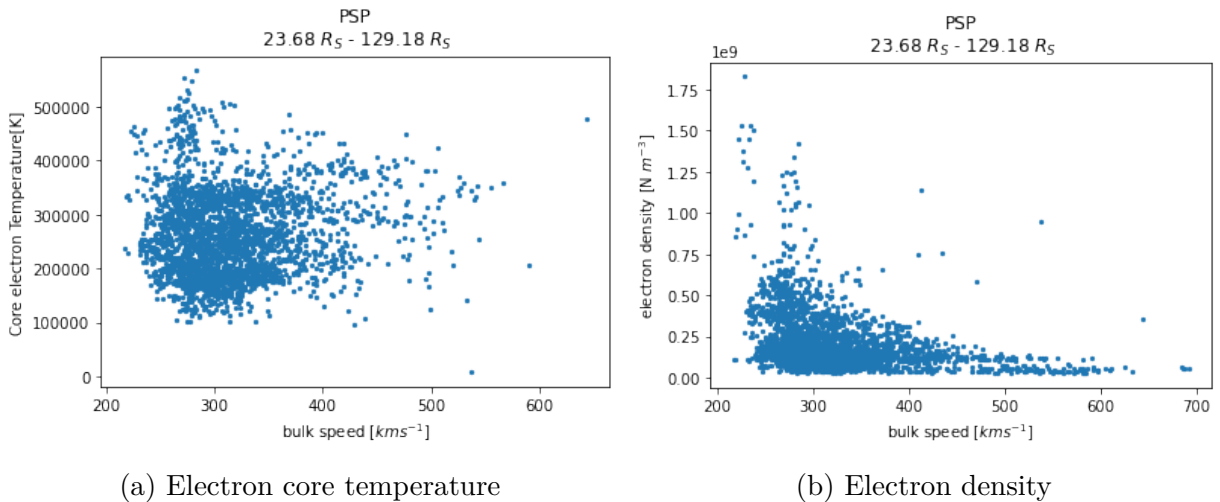 PSP
23.68 R_S - 129.18 R_S
Core electron Temperature[K]
500000
400000
300000
200000
100000
0
200 300 400 500 600
bulk speed [kms⁻¹]
(a) Electron core temperature
PSP
23.68 R_S - 129.18 R_S
1e9
electron density [N m⁻³]
1.75
1.50
1.25
1.00
0.75
0.50
0.25
0.00
200 300 400 500 600 700
bulk speed [kms⁻¹]
(b) Electron density